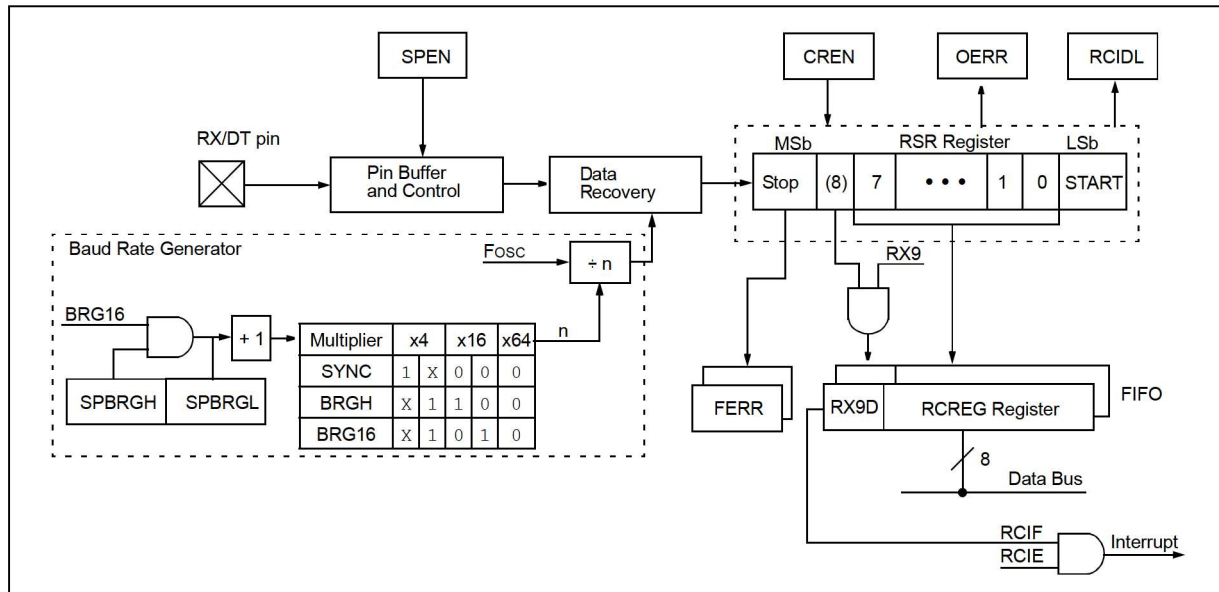 SPEN
CREN
OERR
RCIDL
RX/DT pin
Pin Buffer
and Control
Data
Recovery
MSb RSR Register LSb
Stop (8) 7 • • • 1 0 START
Baud Rate Generator
FOSC
÷ n
RX9
BRG16
+ 1
n
SPBRGH SPBRGL
Multiplier x4 x16 x64
SYNC 1 X 0 0 0
BRGH X 1 1 0 0
BRG16 X 1 0 1 0
FERR
RX9D RCREG Register
FIFO
8
Data Bus
RCIF
RCIE
Interrupt